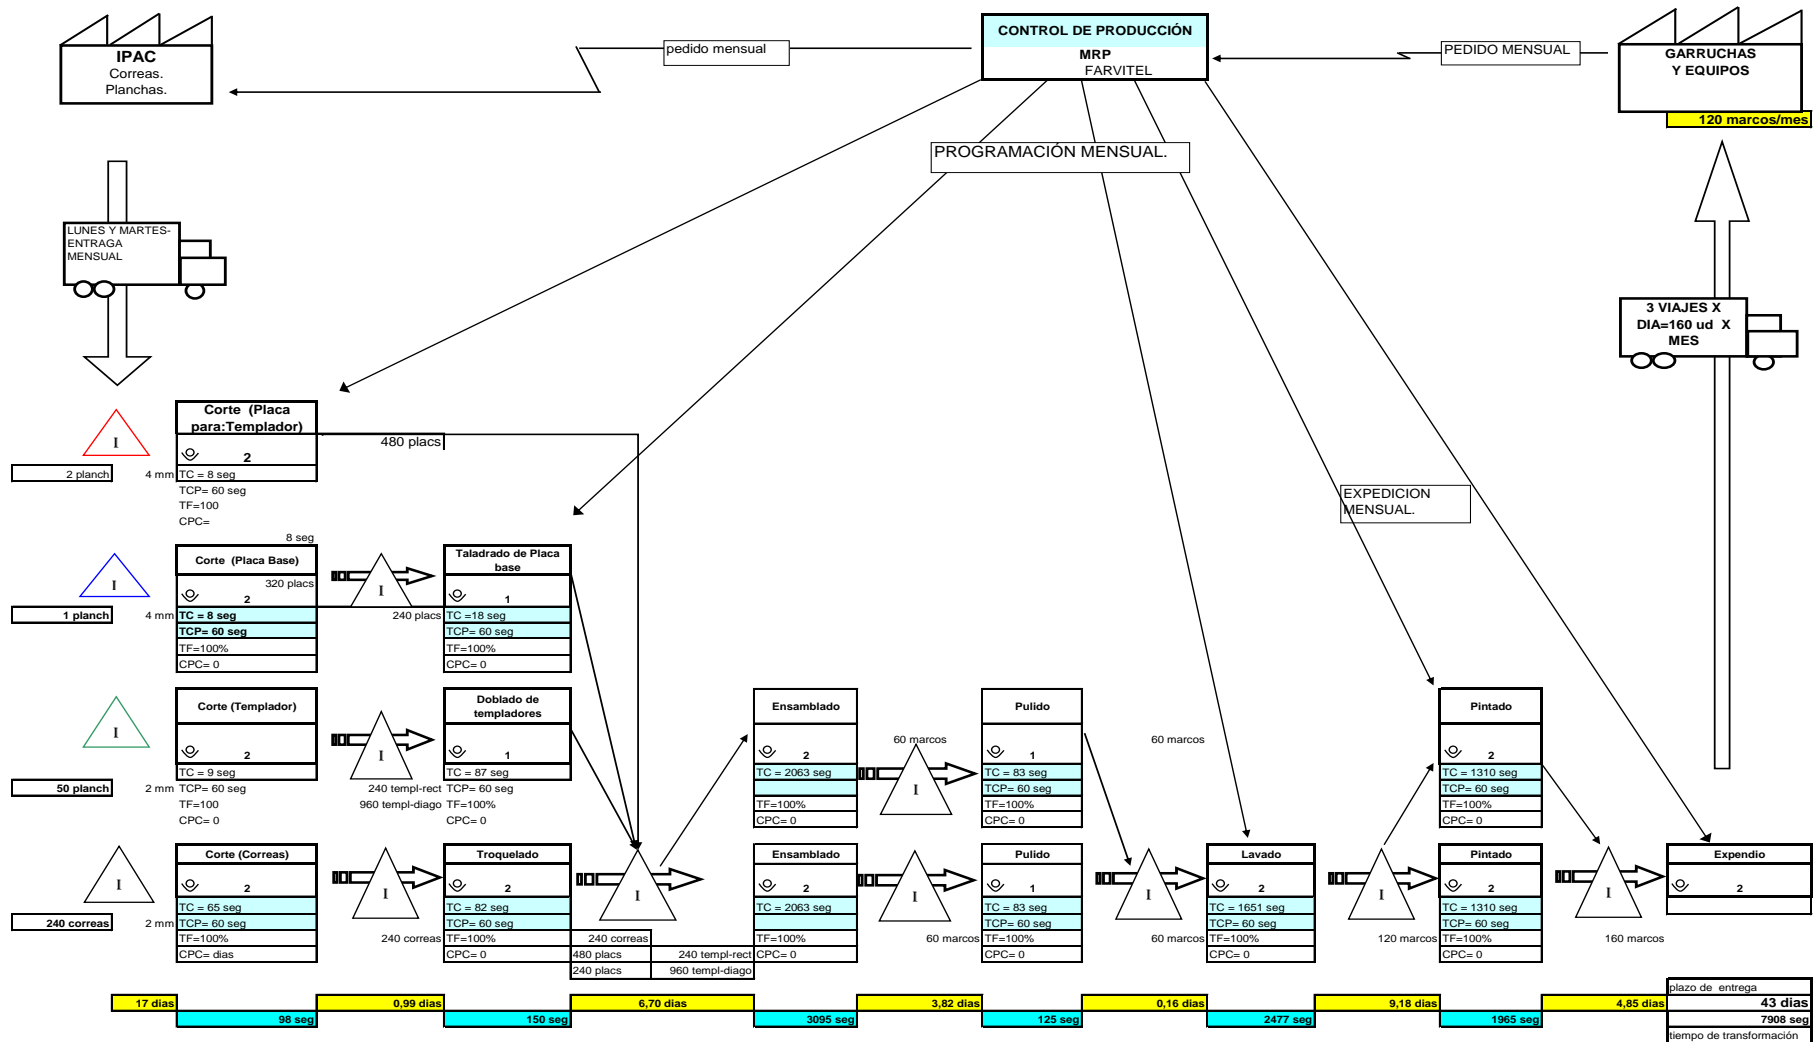 IPAC
Correas.
Planchas.
pedido mensual
CONTROL DE PRODUCCIÓN
MRP
FARVITEL
PEDIDO MENSUAL
GARRUCHAS
Y EQUIPOS
120 marcos/mes
PROGRAMACIÓN MENSUAL.
LUNES Y MARTES-
ENTRAGA
MENSUAL
3 VIAJES X
DIA=160 ud X
MES
EXPEDICION
MENSUAL.
I
2 planch
4 mm
Corte (Placa
para:Templador)
2
TC = 8 seg
TCP= 60 seg
TF=100
CPC=
8 seg
480 placs
I
1 planch
4 mm
Corte (Placa Base)
320 placs
2
TC = 8 seg
TCP= 60 seg
TF=100%
CPC= 0
I
240 placs
Taladrado de Placa
base
1
TC =18 seg
TCP= 60 seg
TF=100%
CPC= 0
I
50 planch
2 mm
Corte (Templador)
2
TC = 9 seg
TCP= 60 seg
TF=100
CPC= 0
I
240 templ-rect
960 templ-diago
Doblado de
templadores
1
TC = 87 seg
TCP= 60 seg
TF=100%
CPC= 0
Ensamblado
2
TC = 2063 seg
TF=100%
CPC= 0
60 marcos
I
Pulido
1
TC = 83 seg
TCP= 60 seg
TF=100%
CPC= 0
60 marcos
Pintado
2
TC = 1310 seg
TCP= 60 seg
TF=100%
CPC= 0
I
240 correas
2 mm
Corte (Correas)
2
TC = 65 seg
TCP= 60 seg
TF=100%
CPC= dias
I
240 correas
Troquelado
2
TC = 82 seg
TCP= 60 seg
TF=100%
CPC= 0
I
240 correas
480 placs
240 templ-rect
240 placs
960 templ-diago
Ensamblado
2
TC = 2063 seg
TF=100%
CPC= 0
I
60 marcos
Pulido
1
TC = 83 seg
TCP= 60 seg
TF=100%
CPC= 0
I
60 marcos
Lavado
2
TC = 1651 seg
TCP= 60 seg
TF=100%
CPC= 0
I
120 marcos
Pintado
2
TC = 1310 seg
TCP= 60 seg
TF=100%
CPC= 0
I
160 marcos
Expendio
2
17 dias
0,99 dias
6,70 dias
3,82 dias
0,16 dias
9,18 dias
4,85 dias
98 seg
150 seg
3095 seg
125 seg
2477 seg
1965 seg
plazo de entrega
43 dias
7908 seg
tiempo de transformación